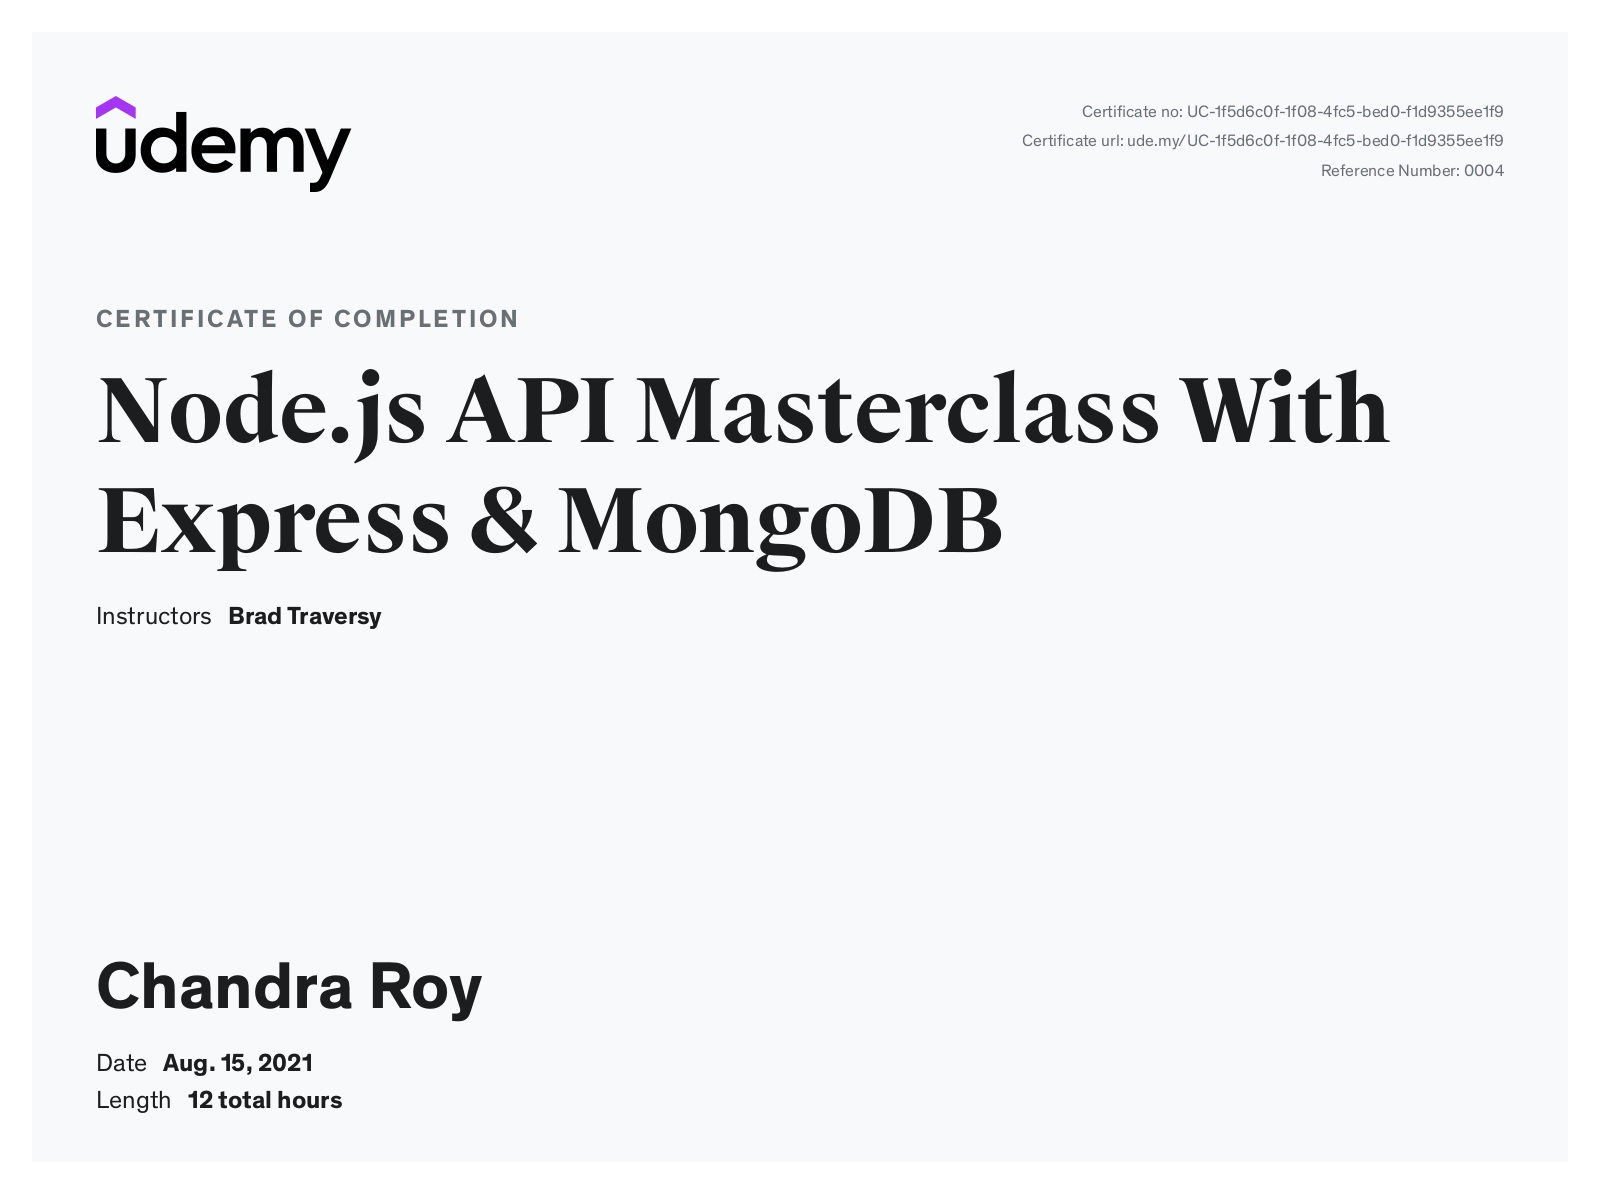 udemy
Certificate no: UC-1f5d6c0f-1f08-4fc5-bed0-f1d9355ee1f9
Certificate url: ude.my/UC-1f5d6c0f-1f08-4fc5-bed0-f1d9355ee1f9
Reference Number: 0004
CERTIFICATE OF COMPLETION
Node.js API Masterclass With
Express & MongoDB
Instructors Brad Traversy
Chandra Roy
Date Aug. 15, 2021
Length 12 total hours